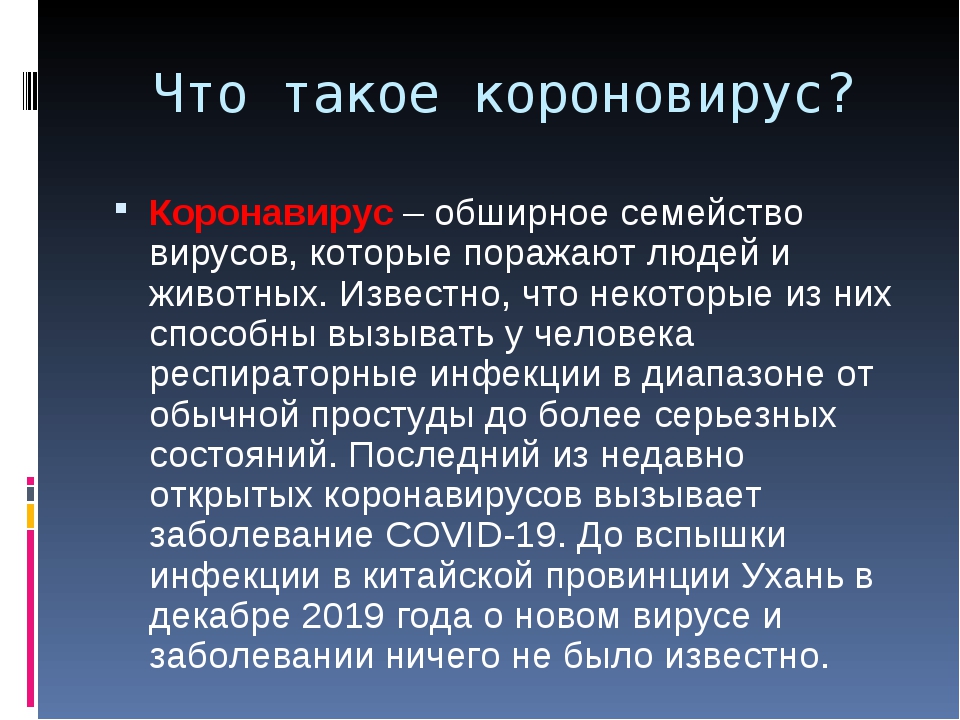 Что такое короновирус?
Коронавирус – обширное семейство
вирусов, которые поражают людей и
животных. Известно, что некоторые из них
способны вызывать у человека
респираторные инфекции в диапазоне от
обычной простуды до более серьезных
состояний. Последний из недавно
открытых коронавирусов вызывает
заболевание COVID-19. До вспышки
инфекции в китайской провинции Ухань в
декабре 2019 года о новом вирусе и
заболевании ничего не было известно.